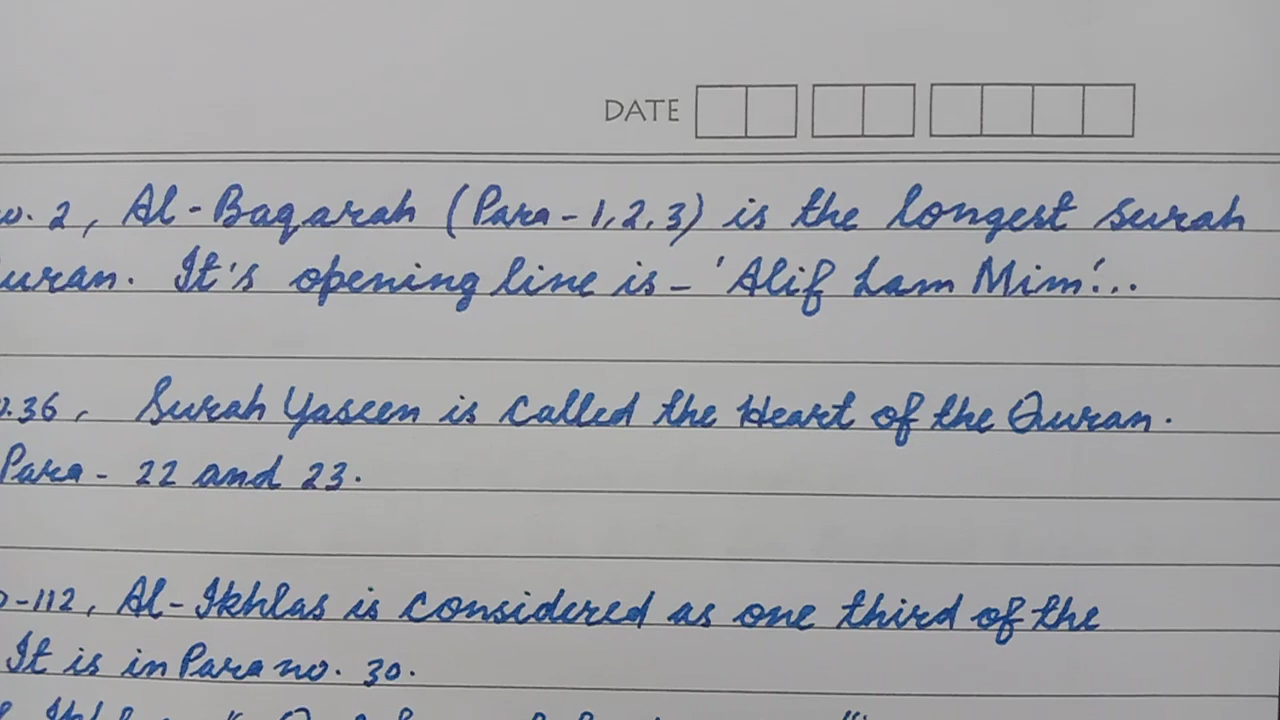 DATE
o. 2, Al-Baqarah (Para - 1,2,3) is the longest surah
uran. It's opening line is - 'Alif Lam Mim'...
o.36, Surah Yaseen is called the Heart of the Quran.
Para - 22 and 23.
o-112, Al-Ikhlas is considered as one third of the
It is in Para no. 30.